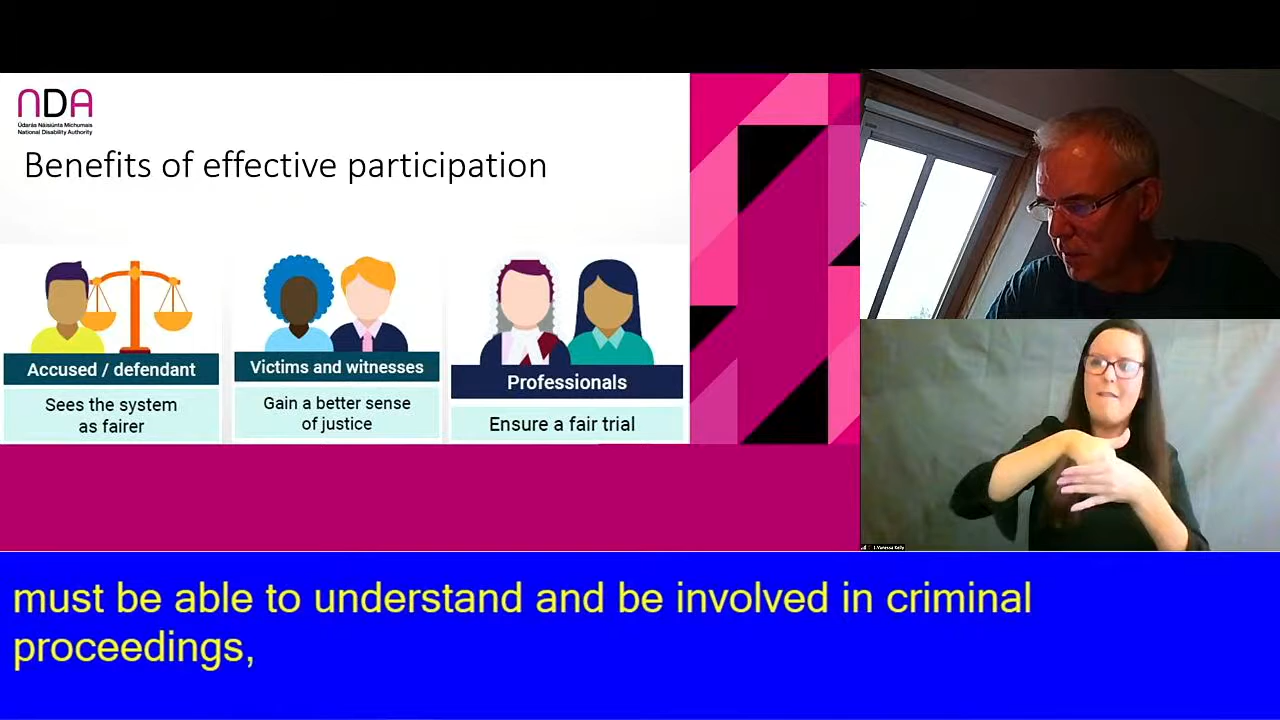 NDA
Údarás Náisiúnta Míchumais
National Disability Authority
Benefits of effective participation
Accused / defendant
Sees the system
as fairer
Victims and witnesses
Gain a better sense
of justice
Professionals
Ensure a fair trial
Vanessa Kelly
must be able to understand and be involved in criminal
proceedings,